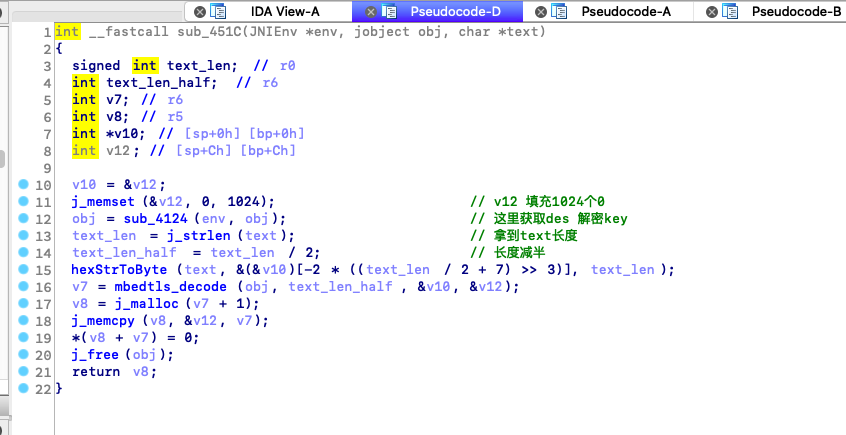 IDA View-A Pseudocode-D Pseudocode-A Pseudocode-B
1 int __fastcall sub_451C(JNIEnv *env, jobject obj, char *text)
2 {
3 signed int text_len; // r0
4 int text_len_half; // r6
5 int v7; // r6
6 int v8; // r5
7 int *v10; // [sp+0h] [bp+0h]
8 int v12; // [sp+Ch] [bp+Ch]
9
10 v10 = &v12;
11 j_memset(&v12, 0, 1024); // v12 填充1024个0
12 obj = sub_4124(env, obj); // 这里获取des 解密key
13 text_len = j_strlen(text); // 拿到text长度
14 text_len_half = text_len / 2; // 长度减半
15 hexStrToByte(text, &(&v10)[-2 * ((text_len / 2 + 7) >> 3)], text_len);
16 v7 = mbedtls_decode(obj, text_len_half, &v10, &v12);
17 v8 = j_malloc(v7 + 1);
18 j_memcpy(v8, &v12, v7);
19 *(v8 + v7) = 0;
20 j_free(obj);
21 return v8;
22 }